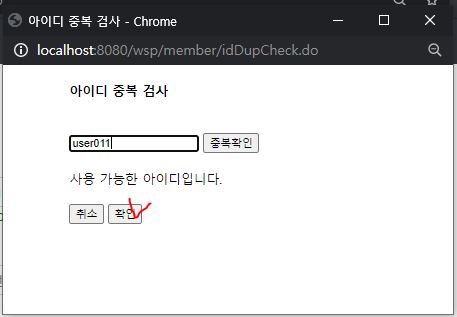 아이디 중복 검사 - Chrome
localhost:8080/wsp/member/idDupCheck.do
아이디 중복 검사
user011 중복확인
사용 가능한 아이디입니다.
취소 확인